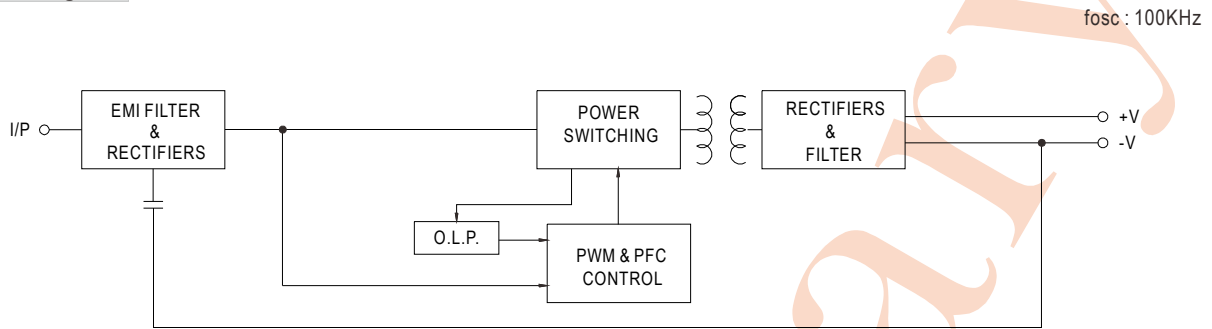 fosc : 100KHz
I/P
EMI FILTER
&
RECTIFIERS
POWER
SWITCHING
RECTIFIERS
&
FILTER
+V
-V
O.L.P.
PWM & PFC
CONTROL